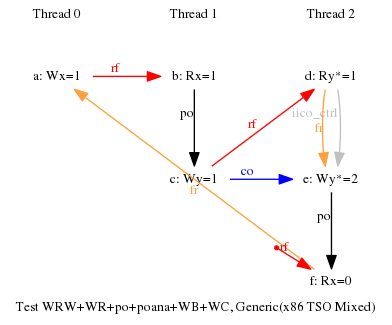 Thread 0 Thread 1 Thread 2
a: Wx=1 rf b: Rx=1 d: Ry*=1
po rf iico_ctrl
fr
c: Wy=1 co e: Wy*=2
fr
po
rf
f: Rx=0
Test WRW+WR+po+poana+WB+WC, Generic(x86 TSO Mixed)